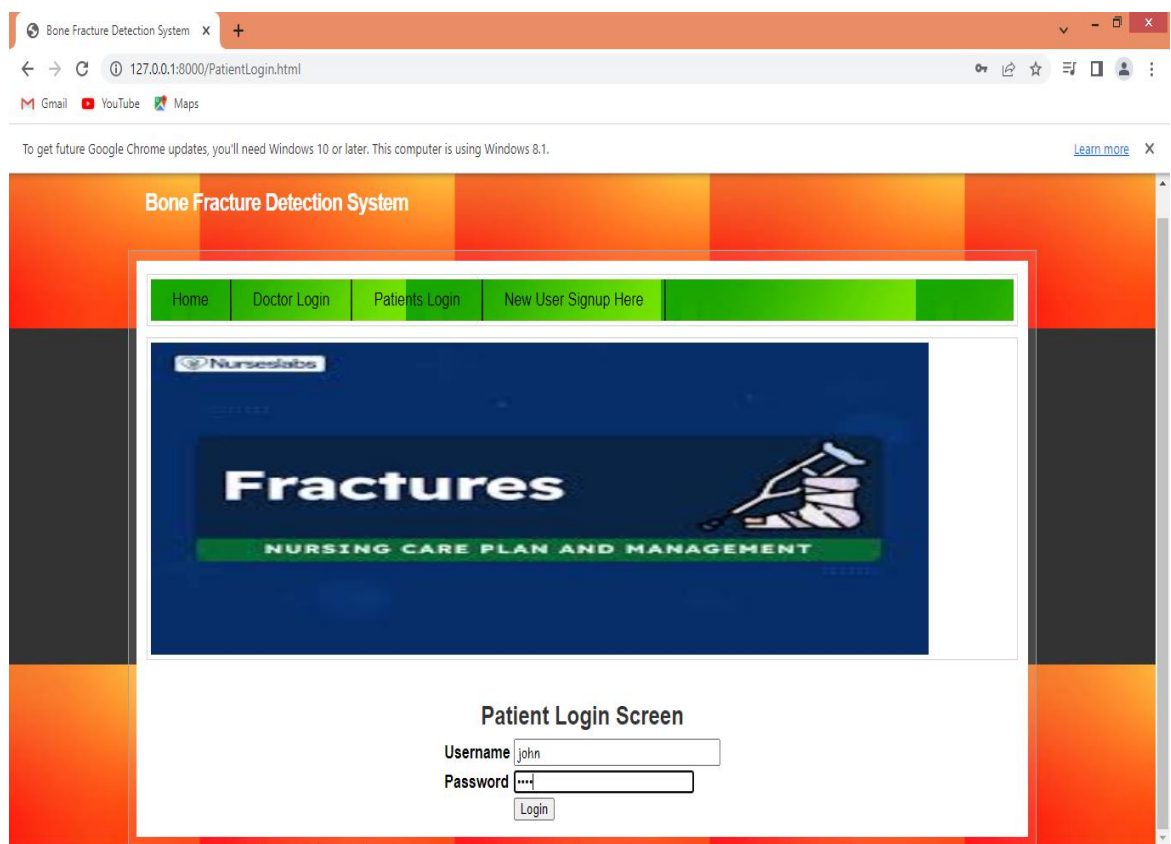 Bone Fracture Detection System x +
127.0.0.1:8000/PatientLogin.html
Gmail YouTube Maps
To get future Google Chrome updates, you'll need Windows 10 or later. This computer is using Windows 8.1. Learn more X
Bone Fracture Detection System
Home Doctor Login Patients Login New User Signup Here
Nurseslabs
Fractures
NURSING CARE PLAN AND MANAGEMENT
Patient Login Screen
Username john
Password ····
Login